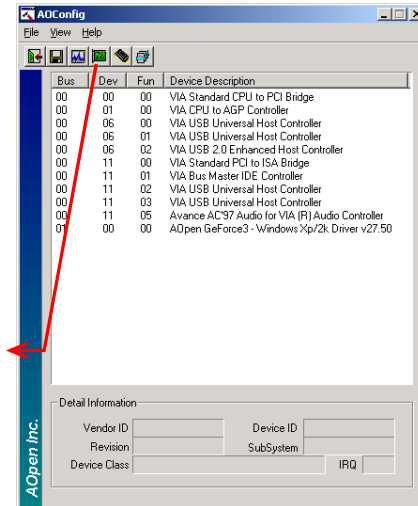 AOConfig
File View Help
Bus Dev Fun Device Description
00 00 00 VIA Standard CPU to PCI Bridge
00 01 00 VIA CPU to AGP Controller
00 06 00 VIA USB Universal Host Controller
00 06 01 VIA USB Universal Host Controller
00 06 02 VIA USB 2.0 Enhanced Host Controller
00 11 00 VIA Standard PCI to ISA Bridge
00 11 01 VIA Bus Master IDE Controller
00 11 02 VIA USB Universal Host Controller
00 11 03 VIA USB Universal Host Controller
00 11 05 Avance AC'97 Audio for VIA (R) Audio Controller
01 00 00 AOpen GeForce3 - Windows Xp/2k Driver v27.50
Detail Information
Vendor ID Device ID
Revision SubSystem
Device Class IRQ
AOpen Inc.